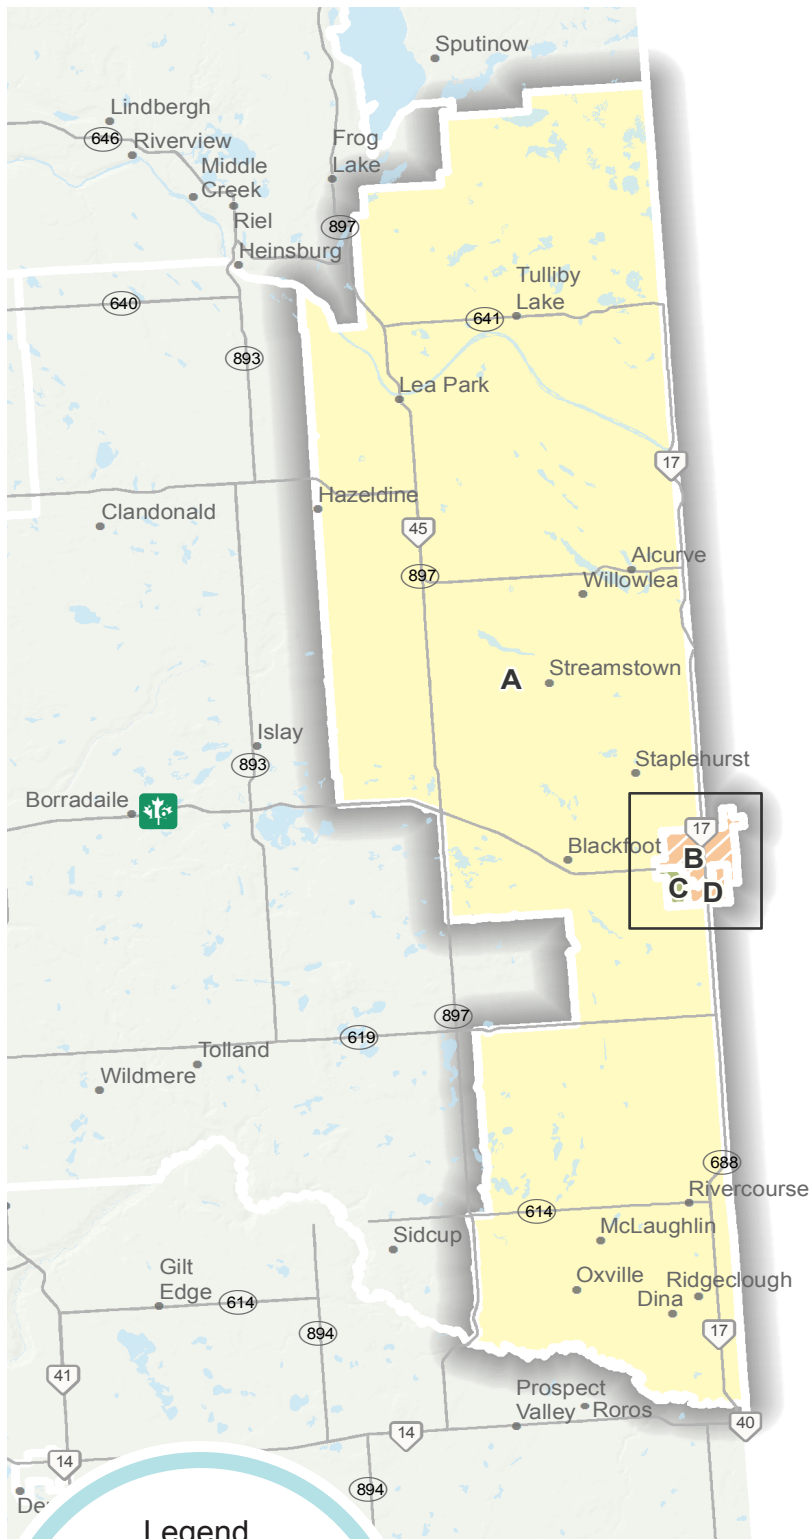 Sputinow
Lindbergh
646
Riverview
Frog
Lake
Middle
Creek
Riel
897
Heinsburg
Tulliby
Lake
640
641
893
Lea Park
17
Hazeldine
Clandonald
45
Alcurve
897
Willowlea
A
Streamstown
Islay
893
Staplehurst
Borradaile
16
17
Blackfoot
B
C
D
897
619
Tolland
Wildmere
688
Rivercourse
614
McLaughlin
Sidcup
Gilt
Edge
Oxville
Ridgeclough
Dina
614
894
17
41
Prospect
Valley
Roros
40
14
14
894
Legend